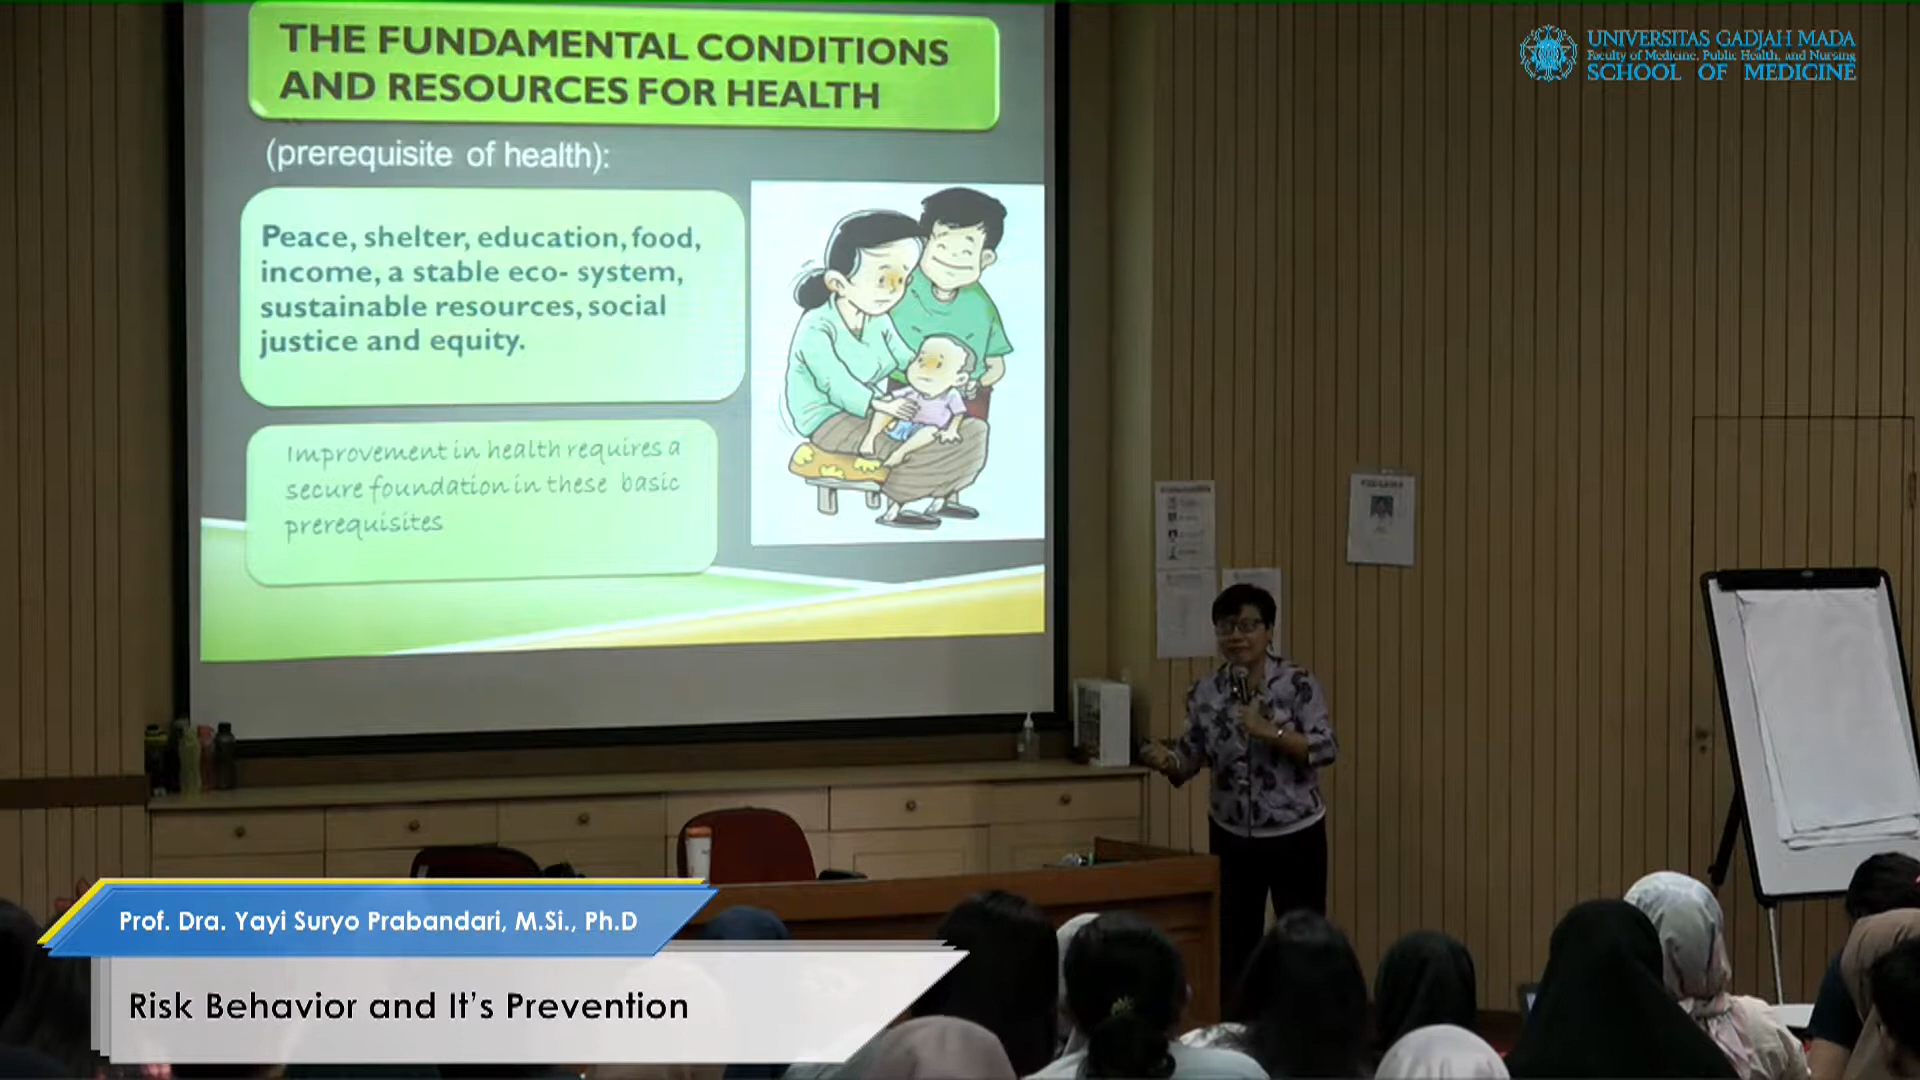 THE FUNDAMENTAL CONDITIONS
AND RESOURCES FOR HEALTH
(prerequisite of health):
Peace, shelter, education, food,
income, a stable eco- system,
sustainable resources, social
justice and equity.
Improvement in health requires a
secure foundation in these basic
prerequisites
UNIVERSITAS GADJAH MADA
Faculty of Medicine, Public Health, and Nursing
SCHOOL OF MEDICINE
Prof. Dra. Yayi Suryo Prabandari, M.Si., Ph.D
Risk Behavior and It's Prevention